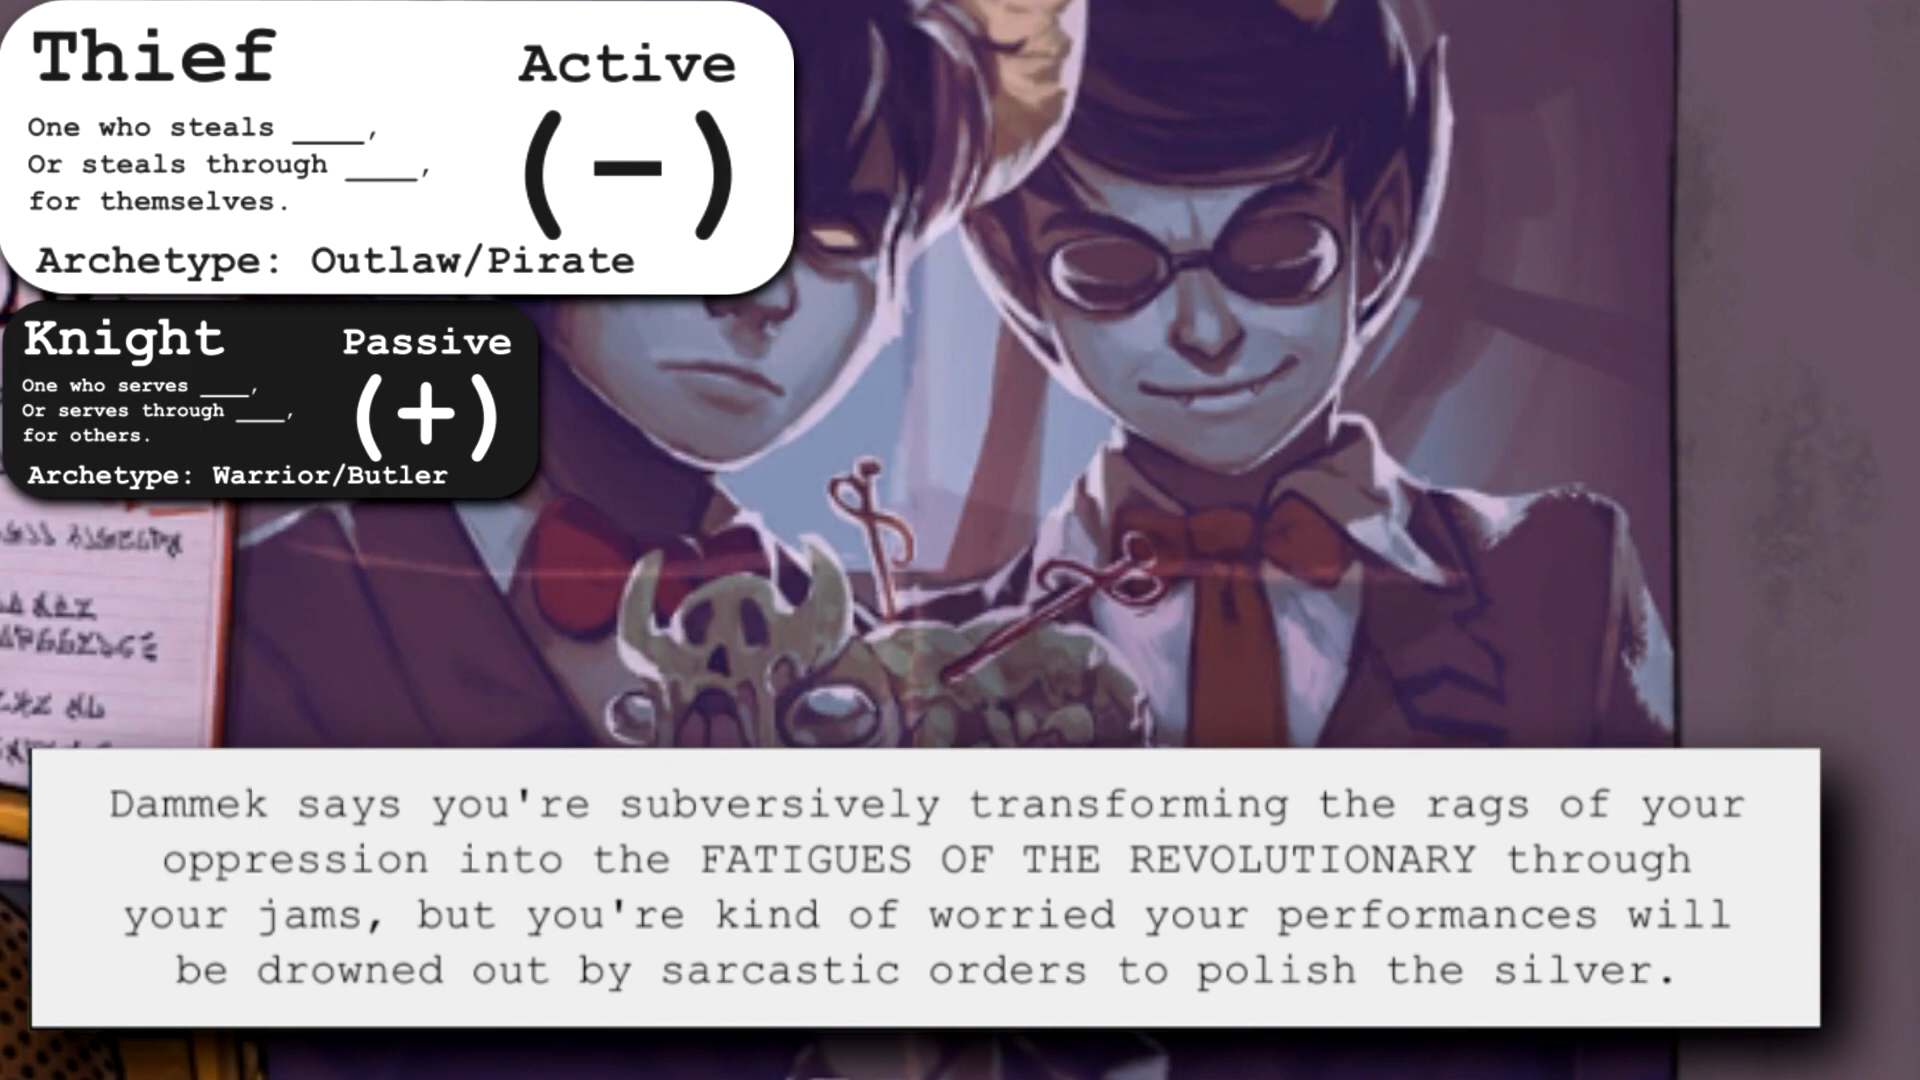 Thief
Active
One who steals ____,
Or steals through ____,
for themselves.
(-)
Archetype: Outlaw/Pirate
Knight
Passive
One who serves ____,
Or serves through ____,
for others.
(+)
Archetype: Warrior/Butler
Dammek says you're subversively transforming the rags of your
oppression into the FATIGUES OF THE REVOLUTIONARY through
your jams, but you're kind of worried your performances will
be drowned out by sarcastic orders to polish the silver.